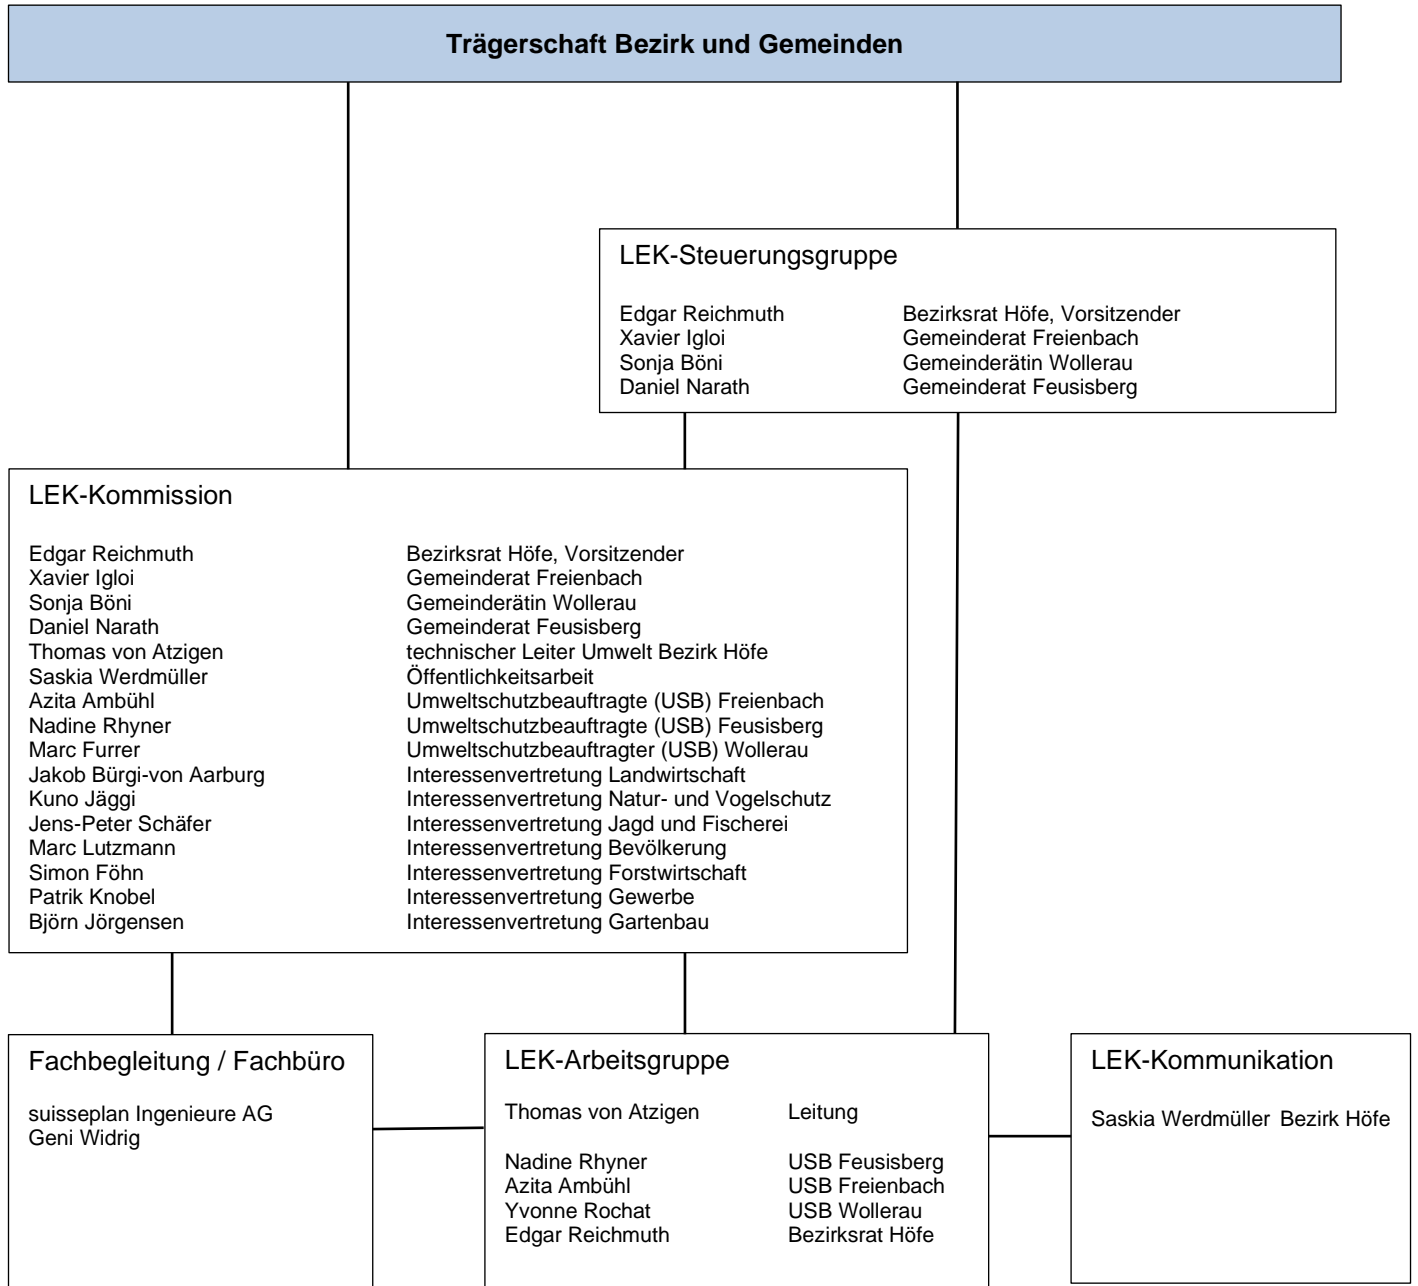 Trägerschaft Bezirk und Gemeinden
LEK-Steuerungsgruppe
Edgar Reichmuth Bezirksrat Höfe, Vorsitzender
Xavier Igloi Gemeinderat Freienbach
Sonja Böni Gemeinderätin Wollerau
Daniel Narath Gemeinderat Feusisberg
LEK-Kommission
Edgar Reichmuth Bezirksrat Höfe, Vorsitzender
Xavier Igloi Gemeinderat Freienbach
Sonja Böni Gemeinderätin Wollerau
Daniel Narath Gemeinderat Feusisberg
Thomas von Atzigen technischer Leiter Umwelt Bezirk Höfe
Saskia Werdmüller Öffentlichkeitsarbeit
Azita Ambühl Umweltschutzbeauftragte (USB) Freienbach
Nadine Rhyner Umweltschutzbeauftragte (USB) Feusisberg
Marc Furrer Umweltschutzbeauftragter (USB) Wollerau
Jakob Bürgi-von Aarburg Interessenvertretung Landwirtschaft
Kuno Jäggi Interessenvertretung Natur- und Vogelschutz
Jens-Peter Schäfer Interessenvertretung Jagd und Fischerei
Marc Lutzmann Interessenvertretung Bevölkerung
Simon Föhn Interessenvertretung Forstwirtschaft
Patrik Knobel Interessenvertretung Gewerbe
Björn Jörgensen Interessenvertretung Gartenbau
Fachbegleitung / Fachbüro
suisseplan Ingenieure AG
Geni Widrig
LEK-Arbeitsgruppe
Thomas von Atzigen Leitung
Nadine Rhyner USB Feusisberg
Azita Ambühl USB Freienbach
Yvonne Rochat USB Wollerau
Edgar Reichmuth Bezirksrat Höfe
LEK-Kommunikation
Saskia Werdmüller Bezirk Höfe